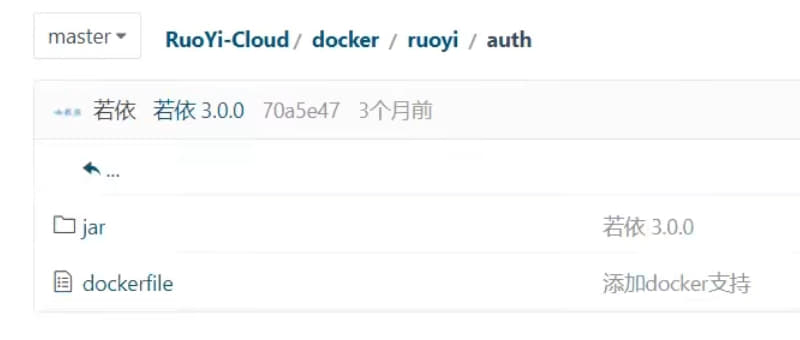 master
RuoYi-Cloud / docker / ruoyi / auth
若依 若依 3.0.0 70a5e47 3个月前
...
jar 若依 3.0.0
dockerfile 添加docker支持